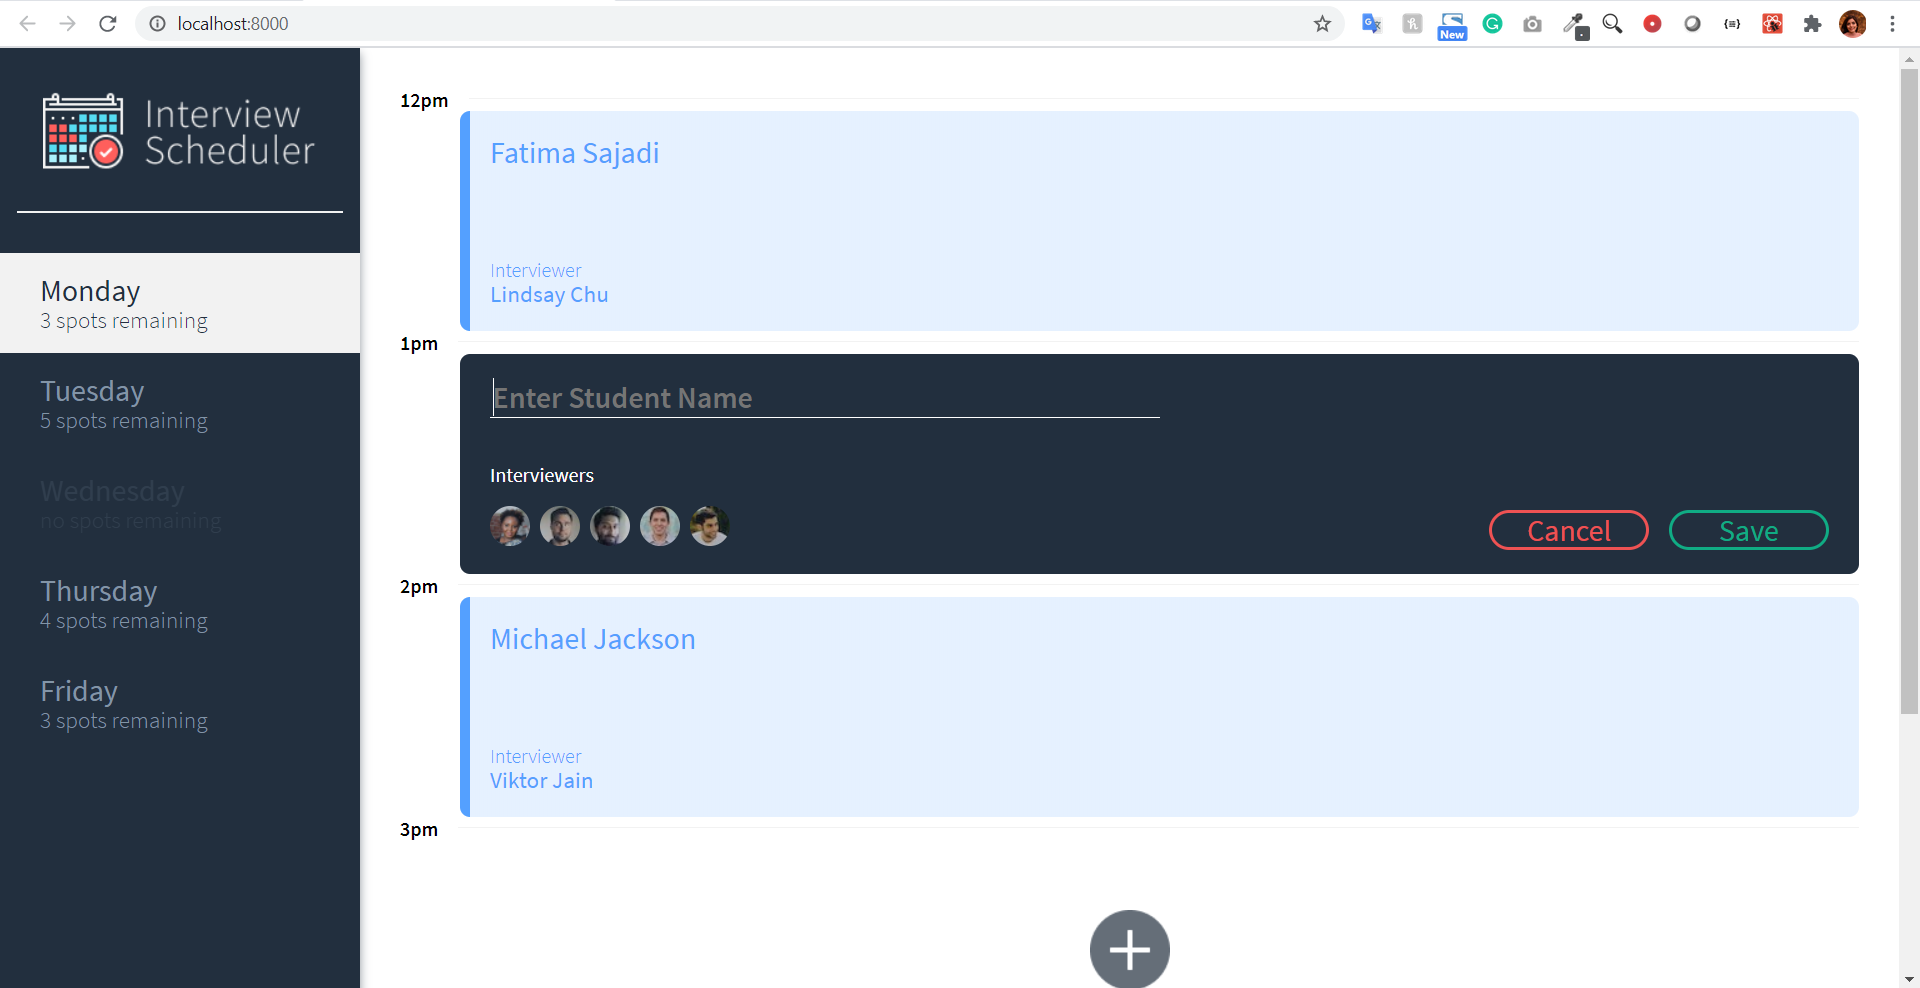 localhost:8000
New
Interview
Scheduler
Monday
3 spots remaining
Tuesday
5 spots remaining
Wednesday
no spots remaining
Thursday
4 spots remaining
Friday
3 spots remaining
12pm
Fatima Sajadi
Interviewer
Lindsay Chu
1pm
Enter Student Name
Interviewers
Cancel
Save
2pm
Michael Jackson
Interviewer
Viktor Jain
3pm